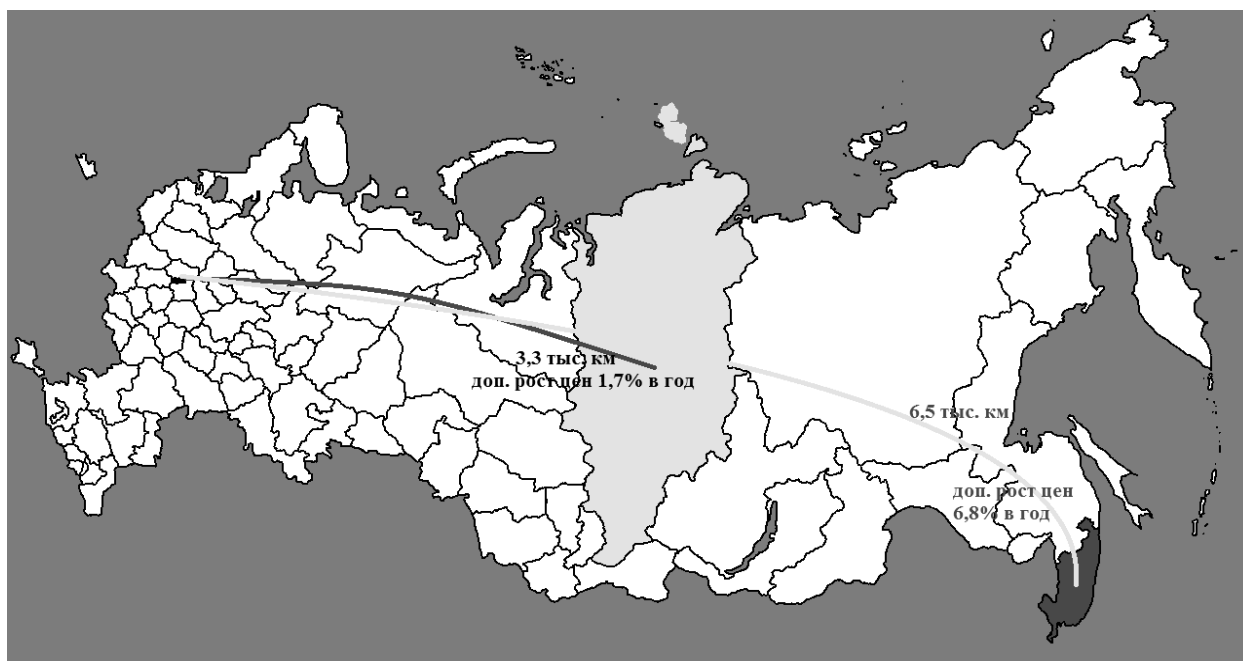 3,3 тыс. км
доп. рост цен 1,7% в год
6,5 тыс. км
доп. рост цен
6,8% в год